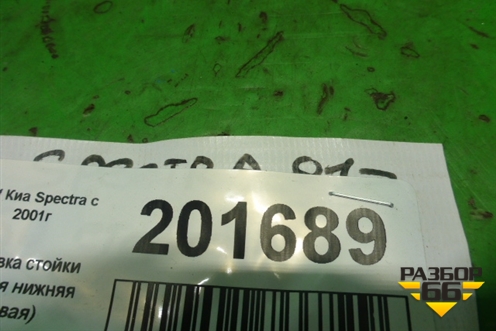 Киа Spectra с
2001г
201689
вка стойки
я нижняя
вая)
РАЗБОР
66